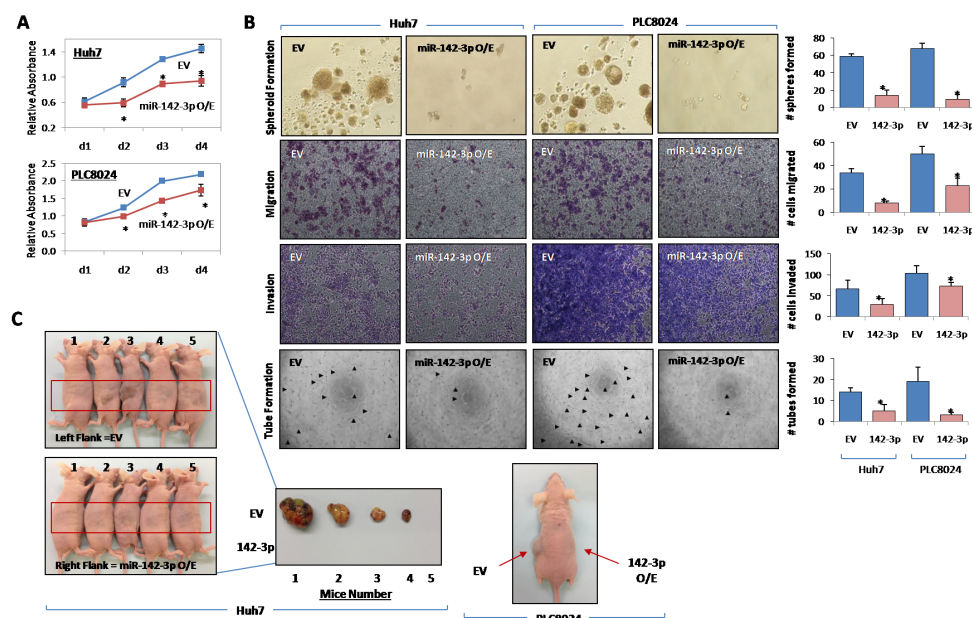 A
Huh7
Relative Absorbance
1.8
1.4
1.0
0.6
0.2
EV
miR-142-3p O/E
*
*
*
d1 d2 d3 d4
PLC8024
Relative Absorbance
2.5
2.0
1.5
1.0
0.5
0.0
EV
miR-142-3p O/E
*
*
*
d1 d2 d3 d4
B
Huh7
PLC8024
Spheroid Formation
EV
miR-142-3p O/E
EV
miR-142-3p O/E
# spheres formed
80
60
40
20
0
*
*
EV 142-3p EV 142-3p
Migration
EV
miR-142-3p O/E
EV
miR-142-3p O/E
# cells migrated
60
40
20
0
*
*
EV 142-3p EV 142-3p
Invasion
EV
miR-142-3p O/E
EV
miR-142-3p O/E
# cells invaded
150
100
50
0
*
*
EV 142-3p EV 142-3p
Tube Formation
EV
miR-142-3p O/E
EV
miR-142-3p O/E
# tubes formed
30
20
10
0
*
*
EV 142-3p EV 142-3p
Huh7
PLC8024
C
1 2 3 4 5
Left Flank =EV
1 2 3 4 5
Right Flank = miR-142-3p O/E
EV
142-3p
1 2 3 4 5
Mice Number
Huh7
EV
142-3p
O/E
PLC8024